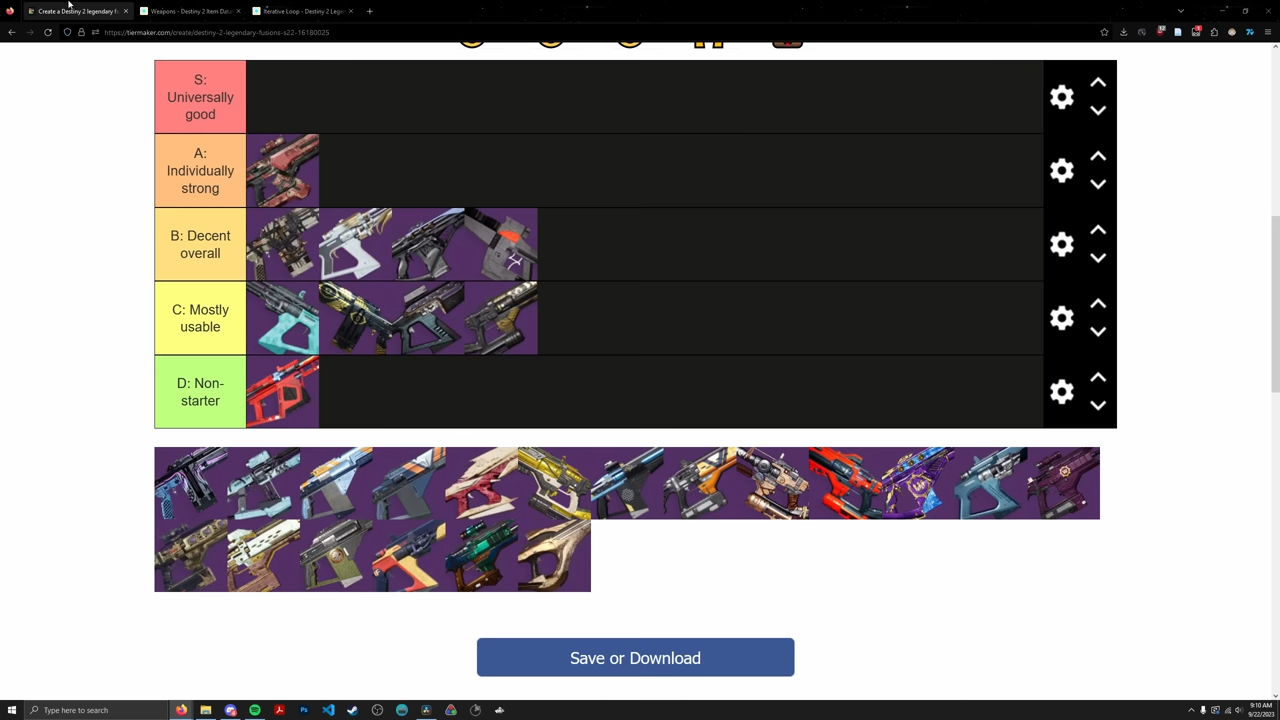 Create a Destiny 2 legendary f
Weapons - Destiny 2 Item Data
Iterative Loop - Destiny 2 Lege
https://tiermaker.com/create/destiny-2-legendary-fusions-s22-16180025
S:
Universally
good
A:
Individually
strong
B: Decent
overall
C: Mostly
usable
D: Non-
starter
Save or Download
Type here to search
9:10 AM
9/22/2023